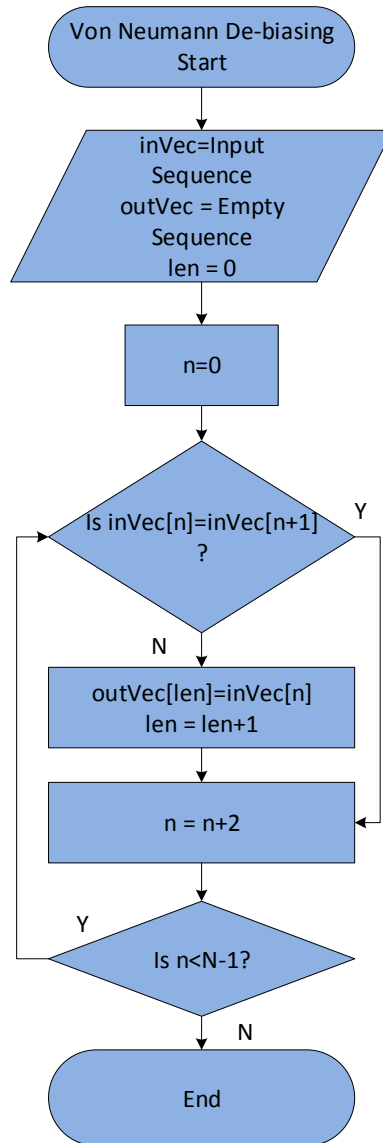 Von Neumann De-biasing
Start
inVec=Input
Sequence
outVec = Empty
Sequence
len = 0
n=0
Is inVec[n]=inVec[n+1]
?
Y
N
outVec[len]=inVec[n]
len = len+1
n = n+2
Y
Is n<N-1?
N
End